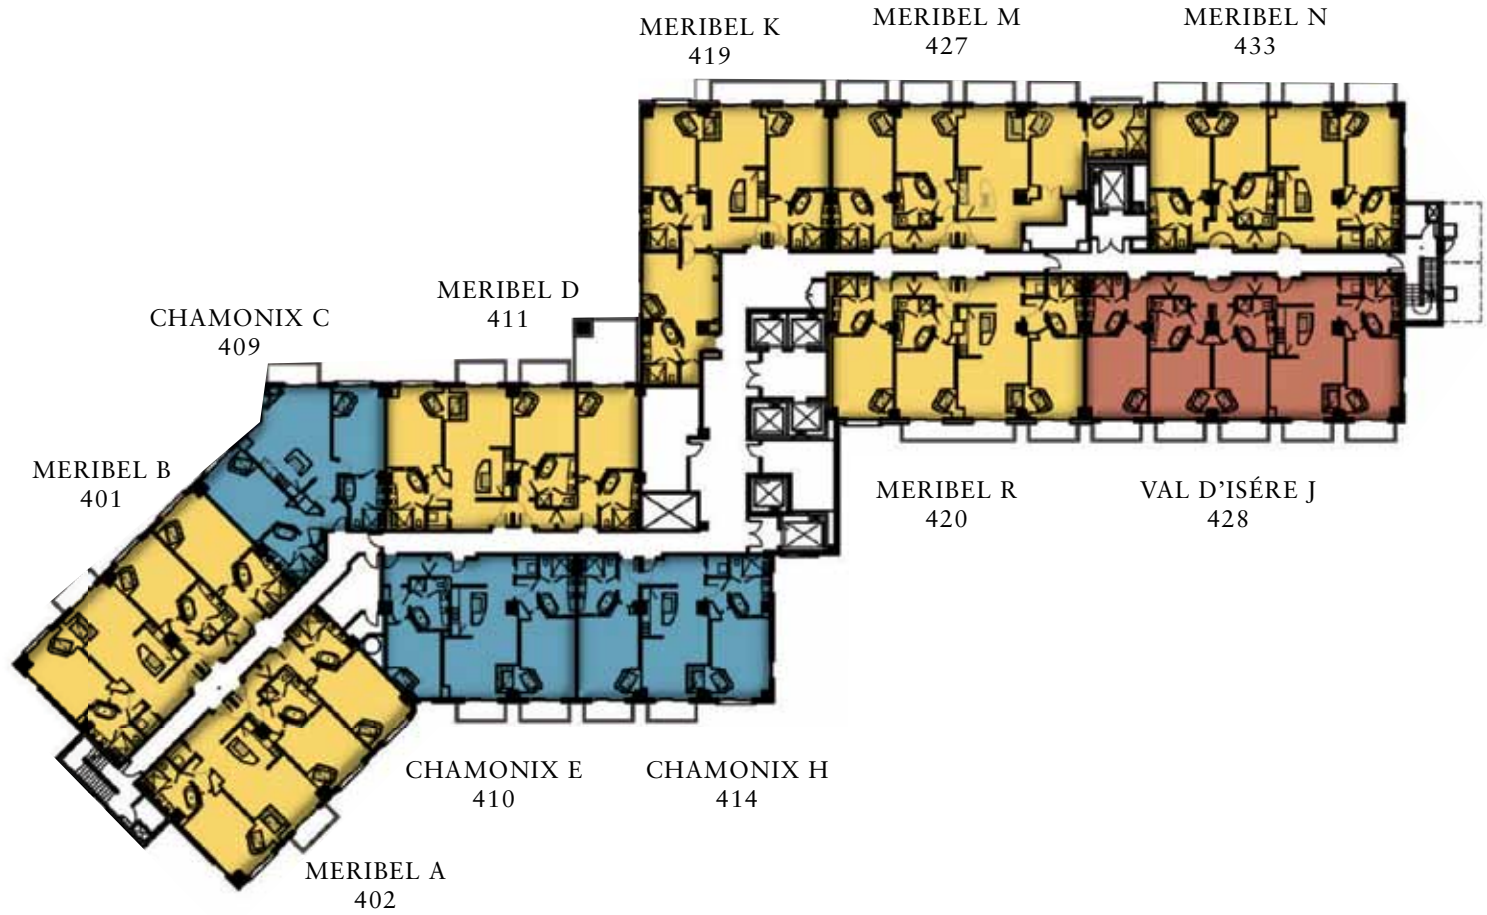 MERIBEL K
419
MERIBEL M
427
MERIBEL N
433
MERIBEL D
411
CHAMONIX C
409
MERIBEL B
401
MERIBEL R
420
VAL D'ISÉRE J
428
CHAMONIX E
410
CHAMONIX H
414
MERIBEL A
402